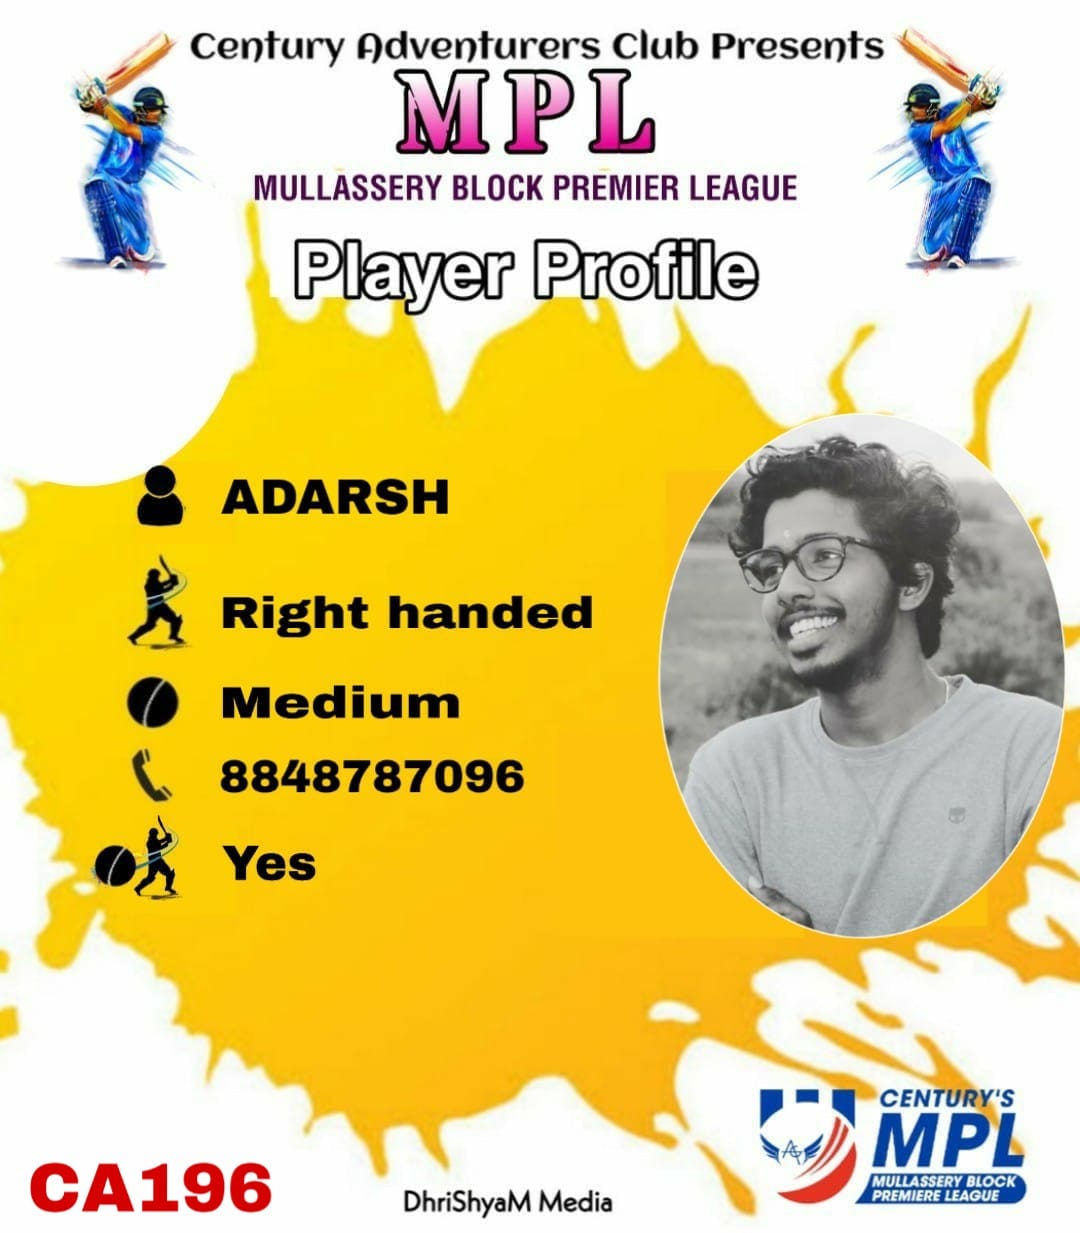 Century Adventurers Club Presents
MPL
MULLASSERY BLOCK PREMIER LEAGUE
Player Profile
ADARSH
Right handed
Medium
8848787096
Yes
CENTURY'S
MPL
MULLASSERY BLOCK
PREMIERE LEAGUE
CA196
DhriShyaM Media